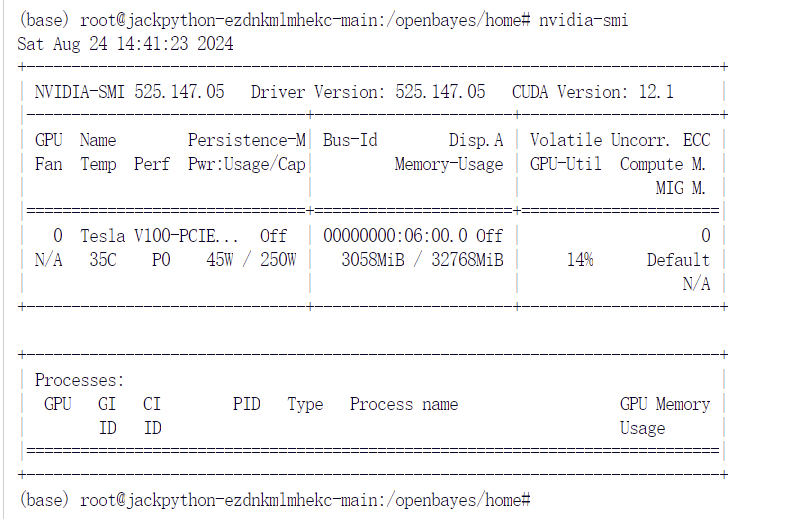 (base) root@jackpython-ezdnkmlmhekc-main:/openbayes/home# nvidia-smi
Sat Aug 24 14:41:23 2024
+-----------------------------------------------------------------------------+
| NVIDIA-SMI 525.147.05   Driver Version: 525.147.05   CUDA Version: 12.1     |
|-------------------------------+----------------------+----------------------+
| GPU  Name        Persistence-M| Bus-Id        Disp.A | Volatile Uncorr. ECC |
| Fan  Temp  Perf  Pwr:Usage/Cap|         Memory-Usage | GPU-Util  Compute M. |
|                               |                      |               MIG M. |
|===============================+======================+======================|
|   0  Tesla V100-PCIE...  Off  | 00000000:06:00.0 Off |                    0 |
| N/A   35C    P0    45W / 250W |   3058MiB / 32768MiB |     14%      Default |
|                               |                      |                  N/A |
+-------------------------------+----------------------+----------------------+

+-----------------------------------------------------------------------------+
| Processes:                                                                  |
|  GPU   GI   CI        PID   Type   Process name                  GPU Memory |
|        ID   ID                                                   Usage      |
|=============================================================================|
+-----------------------------------------------------------------------------+
(base) root@jackpython-ezdnkmlmhekc-main:/openbayes/home#